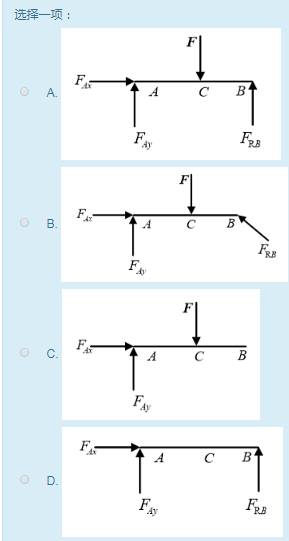 选择一项：
A.
F
F_Ax
A C B
F_Ay F_RB
B.
F
F_Ax
A C B
F_RB
F_Ay
C.
F
F_Ax
A C B
F_Ay
D.
F_Ax
A C B
F_Ay F_RB